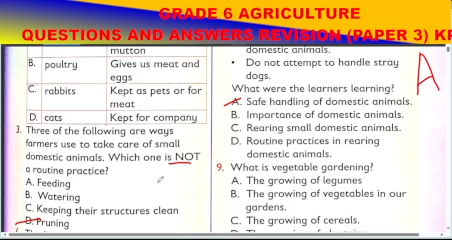 GRADE 6 AGRICULTURE
QUESTIONS AND ANSWERS REVISION (PAPER 3)
mutton
B. poultry Gives us meat and
eggs
C. rabbits Kept as pets or for
meat
D. cats Kept for company
3. Three of the following are ways
farmers use to take care of small
domestic animals. Which one is NOT
a routine practice?
A. Feeding
B. Watering
C. Keeping their structures clean
D. Pruning
domestic animals.
• Do not attempt to handle stray
dogs.
What were the learners learning?
A. Safe handling of domestic animals.
B. Importance of domestic animals.
C. Rearing small domestic animals.
D. Routine practices in rearing
domestic animals.
9. What is vegetable gardening?
A. The growing of legumes
B. The growing of vegetables in our
gardens.
C. The growing of cereals.
A